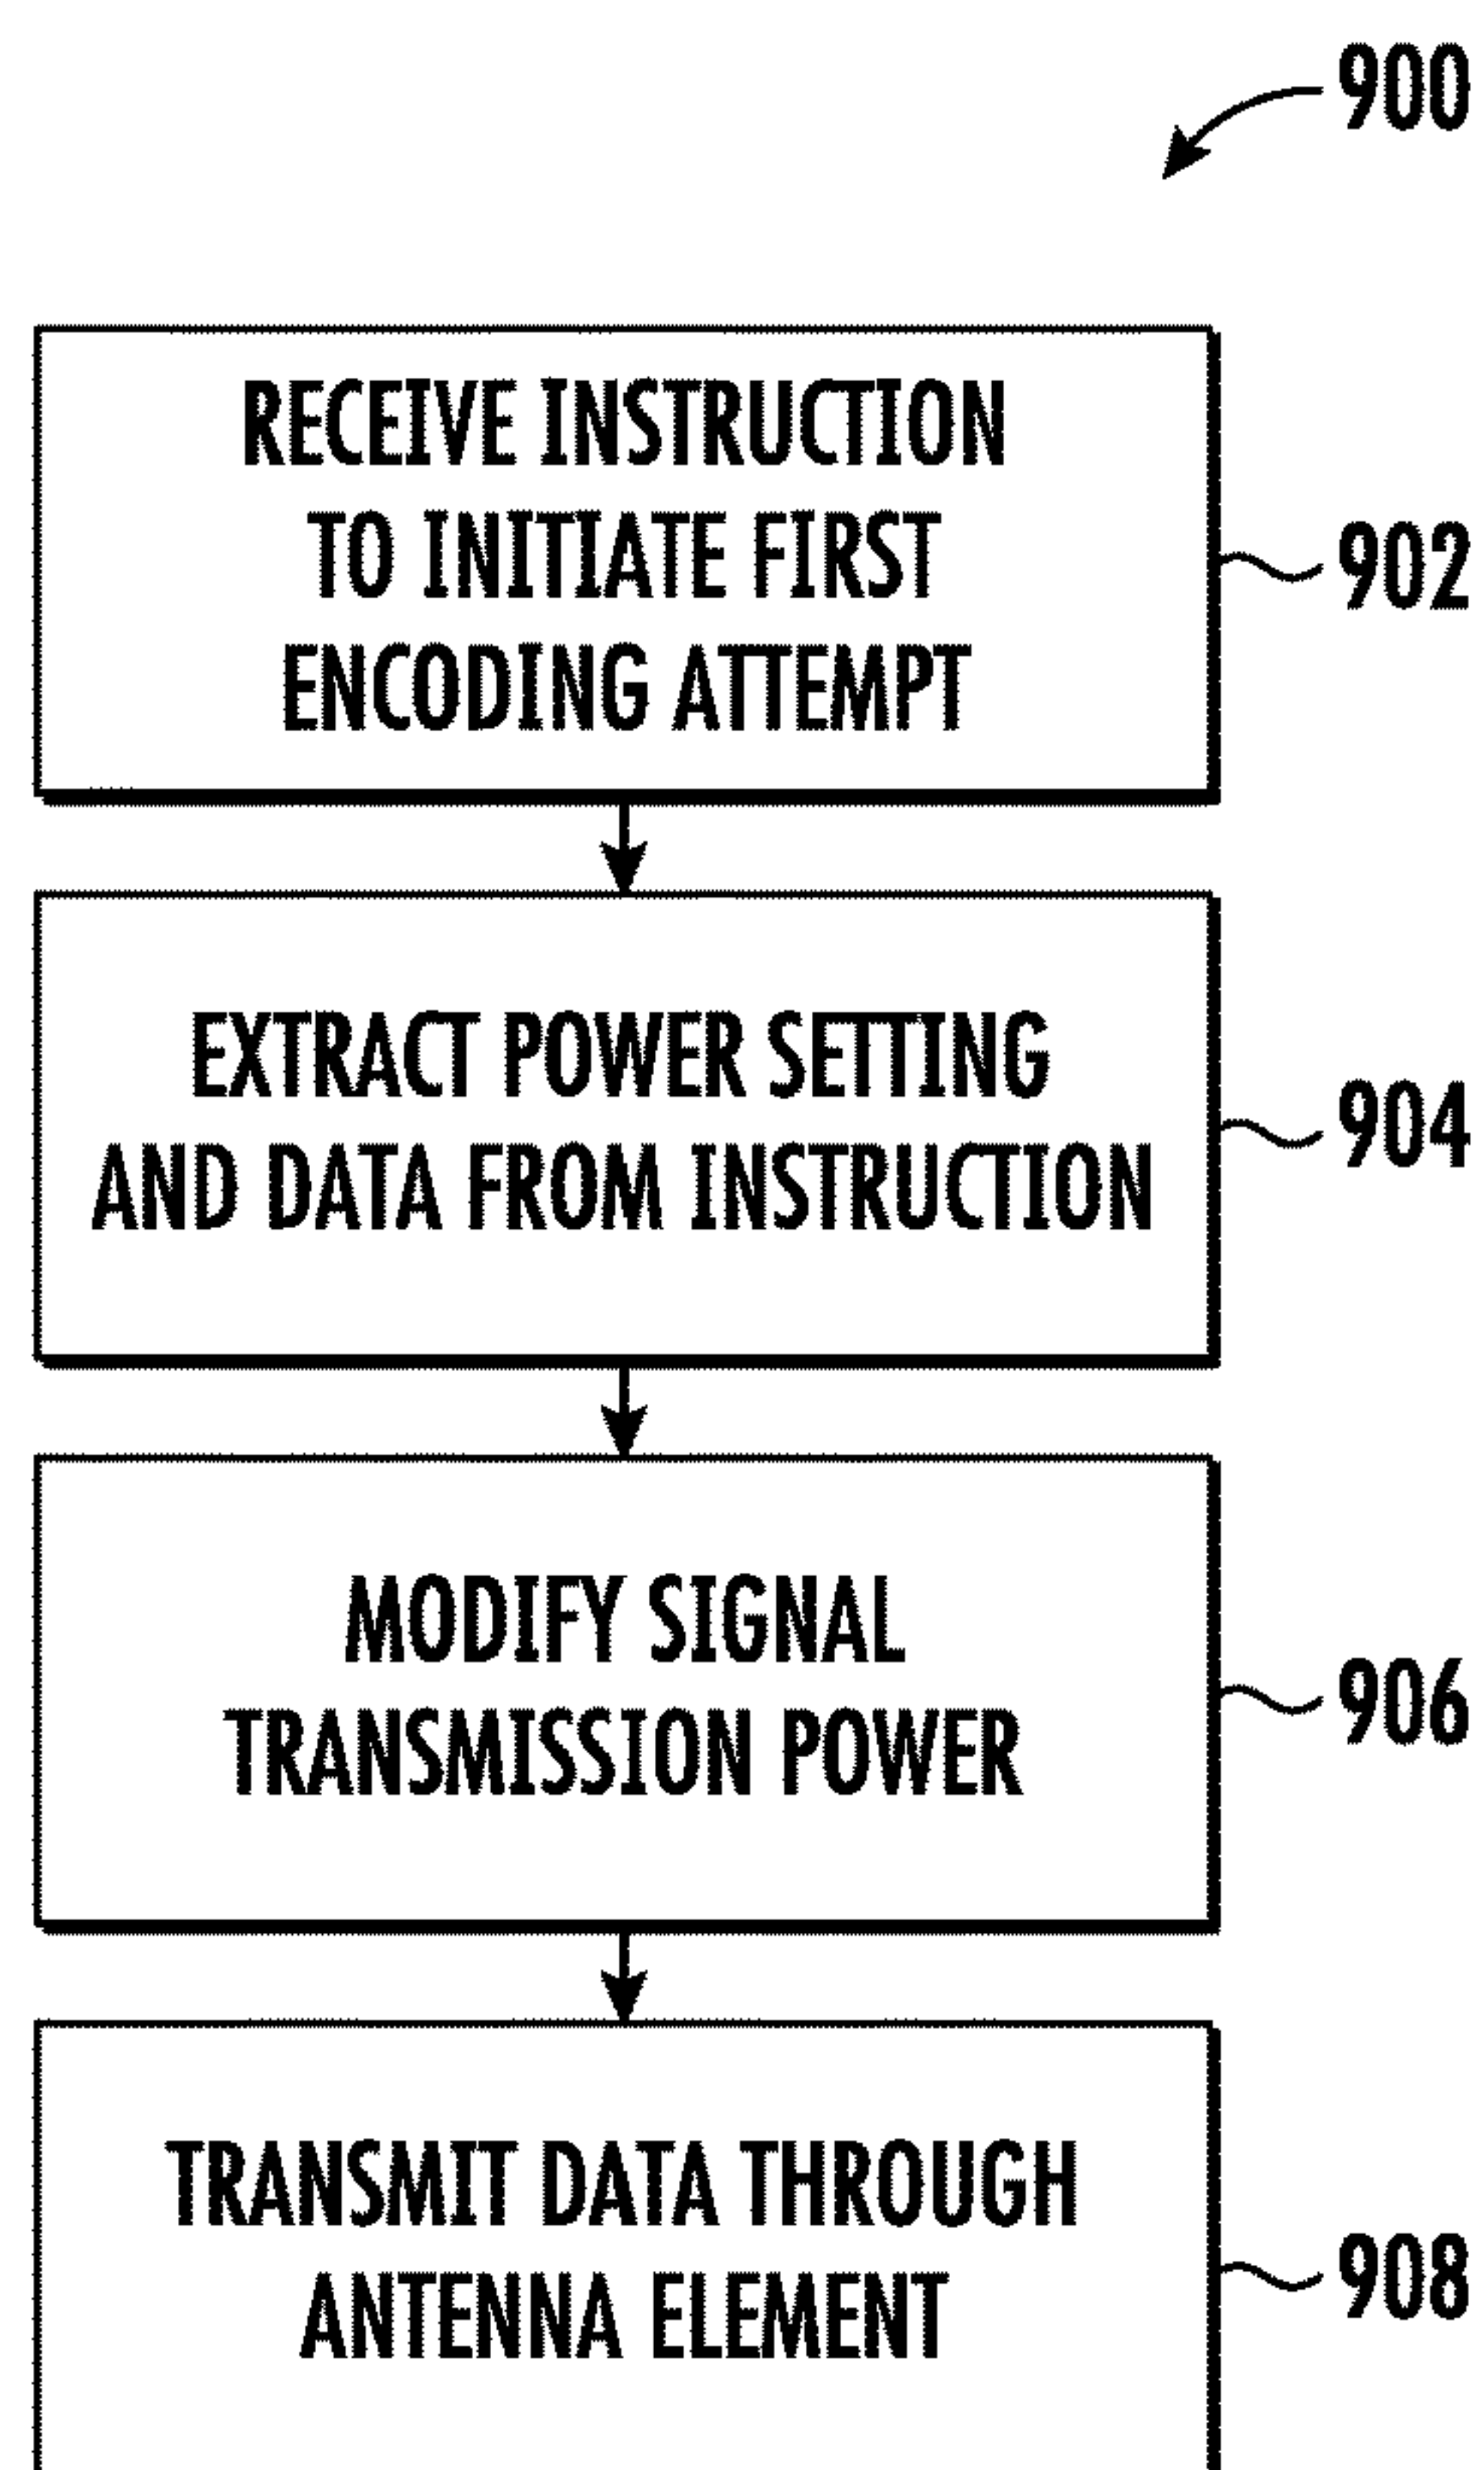 900
RECEIVE INSTRUCTION
TO INITIATE FIRST
ENCODING ATTEMPT
902
EXTRACT POWER SETTING
AND DATA FROM INSTRUCTION
904
MODIFY SIGNAL
TRANSMISSION POWER
906
TRANSMIT DATA THROUGH
ANTENNA ELEMENT
908